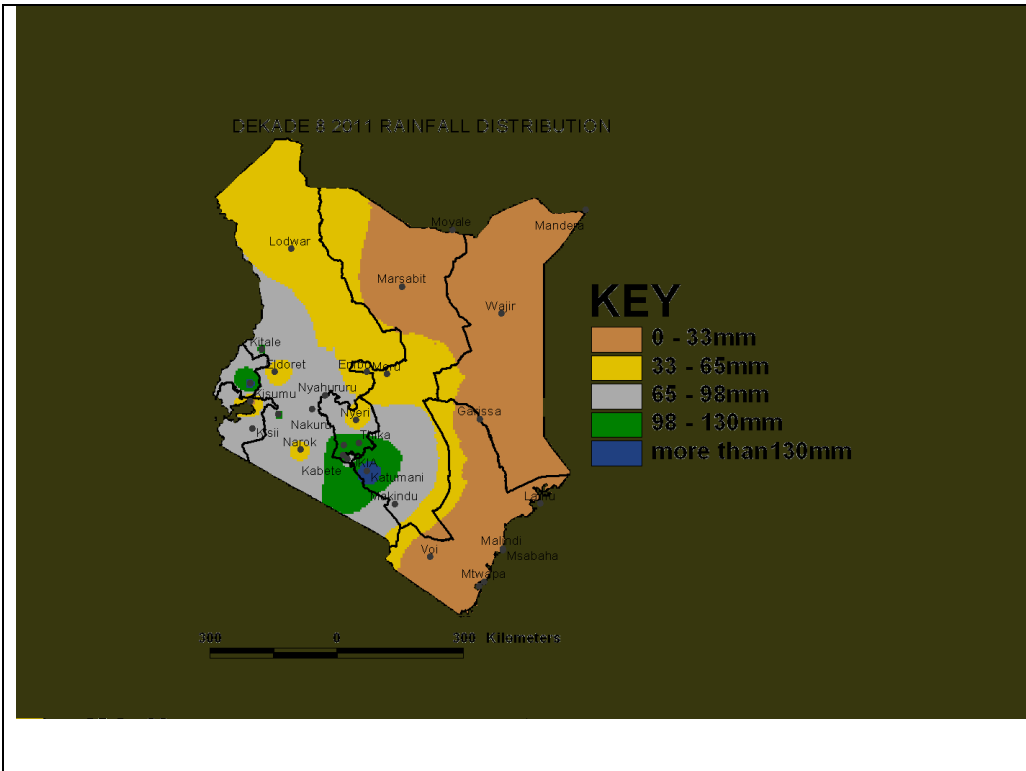 DEKADE 8 2011 RAINFALL DISTRIBUTION
Moyale
Mandera
Lodwar
Marsabit
Wajir
KEY
0 - 33mm
33 - 65mm
65 - 98mm
98 - 130mm
more than130mm
Kitale
Eldoret
Embu Meru
Nyahururu
Kisumu
Nyeri
Garissa
Nakuru
Kisii
Thika
Narok
Kabete
JKIA
Katumani
Makindu
Lamu
Voi
Malindi
Msabaha
Mtwapa
300 0 300 Kilometers